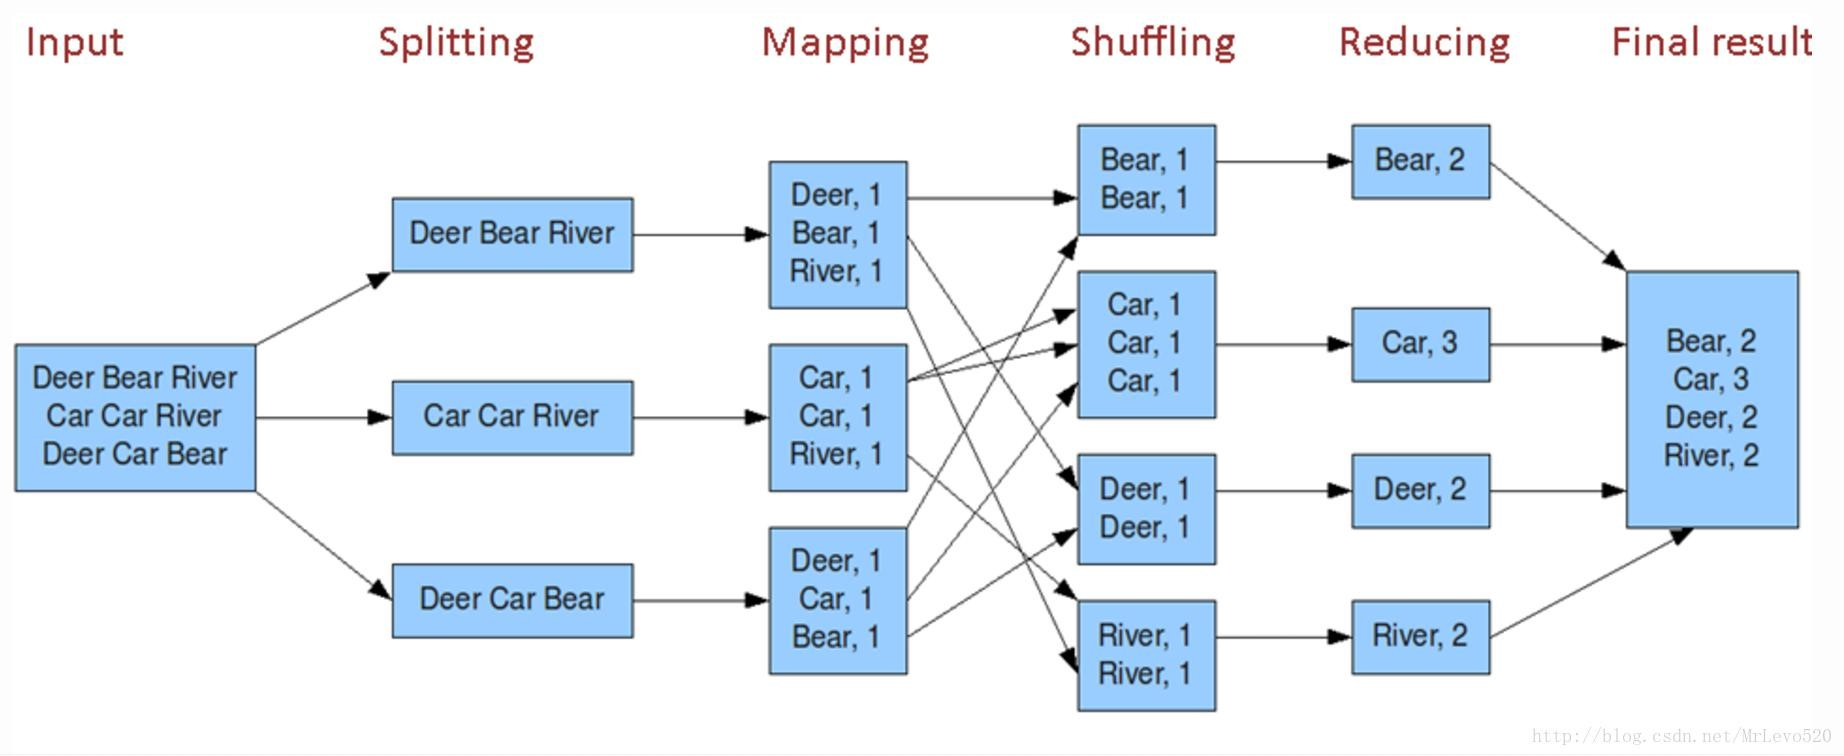 Input
Splitting
Mapping
Shuffling
Reducing
Final result
Deer Bear River
Car Car River
Deer Car Bear
Deer Bear River
Car Car River
Deer Car Bear
Deer, 1
Bear, 1
River, 1
Car, 1
Car, 1
River, 1
Deer, 1
Car, 1
Bear, 1
Bear, 1
Bear, 1
Car, 1
Car, 1
Car, 1
Deer, 1
Deer, 1
River, 1
River, 1
Bear, 2
Car, 3
Deer, 2
River, 2
Bear, 2
Car, 3
Deer, 2
River, 2
http://blog.csdn.net/MrLevo520